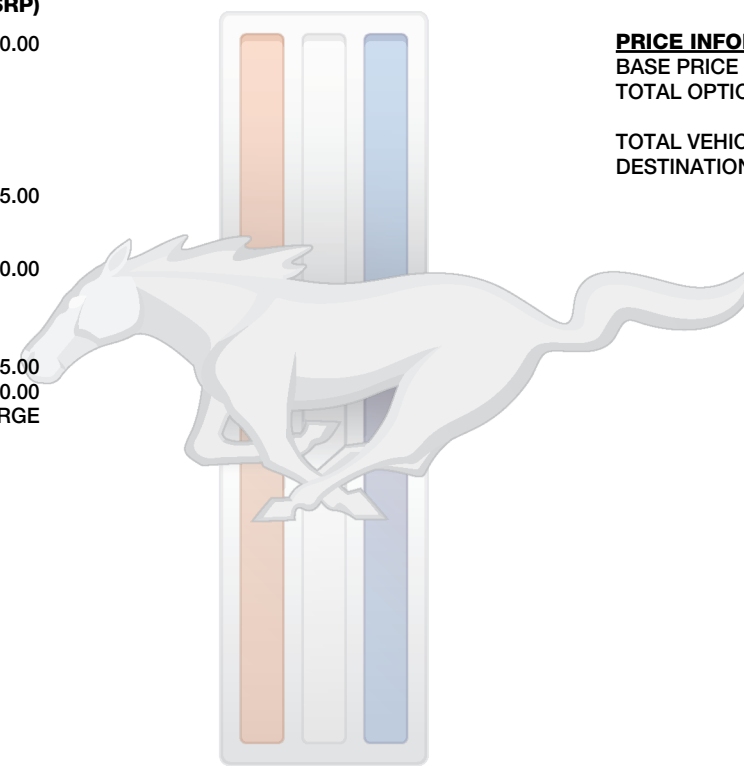 SRP)
0.00
5.00
0.00
5.00
0.00
RGE
PRICE INFO
BASE PRICE
TOTAL OPTIO
TOTAL VEHIC
DESTINATION